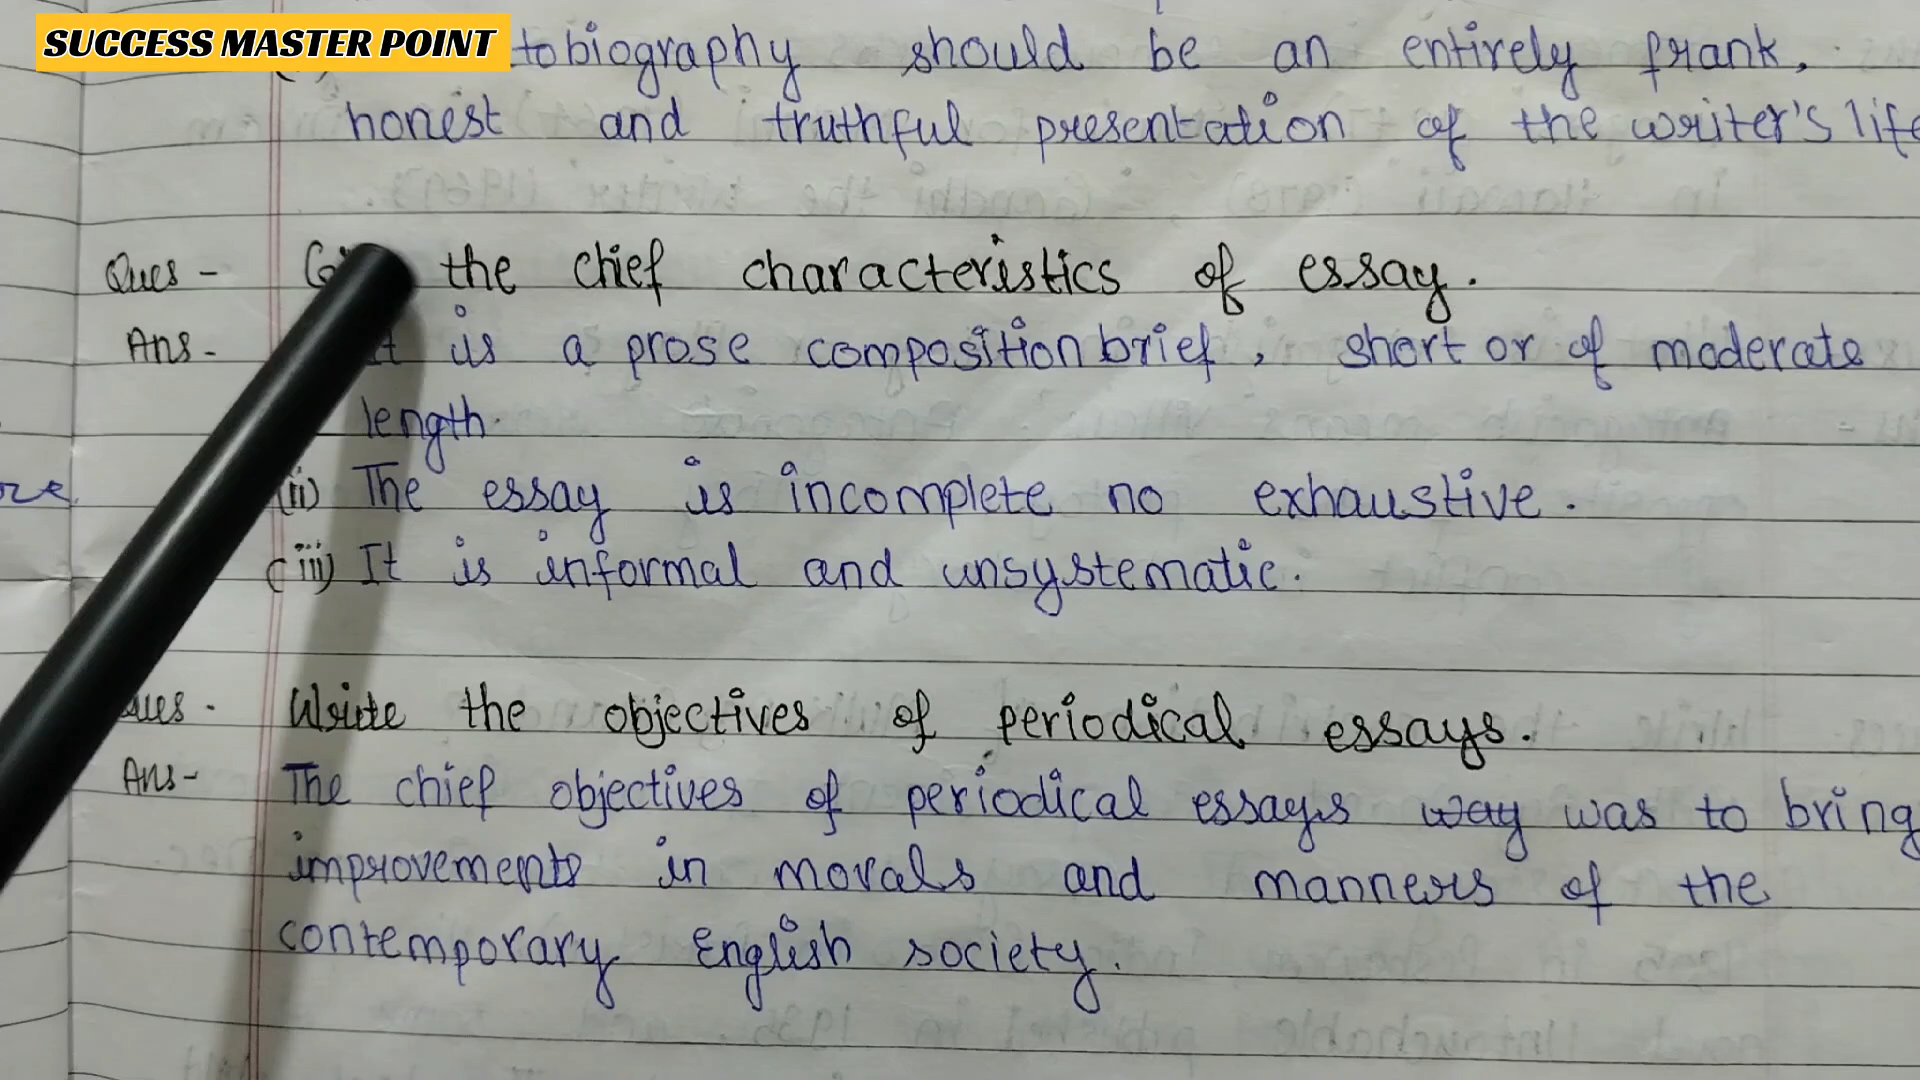 SUCCESS MASTER POINT
tobiography should be an entirely frank,
honest and truthful presentation of the writer's life
Ques - the chief characteristics of essay.
Ans - It is a prose composition brief, short or of moderate
length.
(ii) The essay is incomplete no exhaustive.
(iii) It is informal and unsystematic.
Ques - Write the objectives of periodical essays.
Ans - The chief objectives of periodical essays way was to bring
improvements in morals and manners of the
contemporary English society.